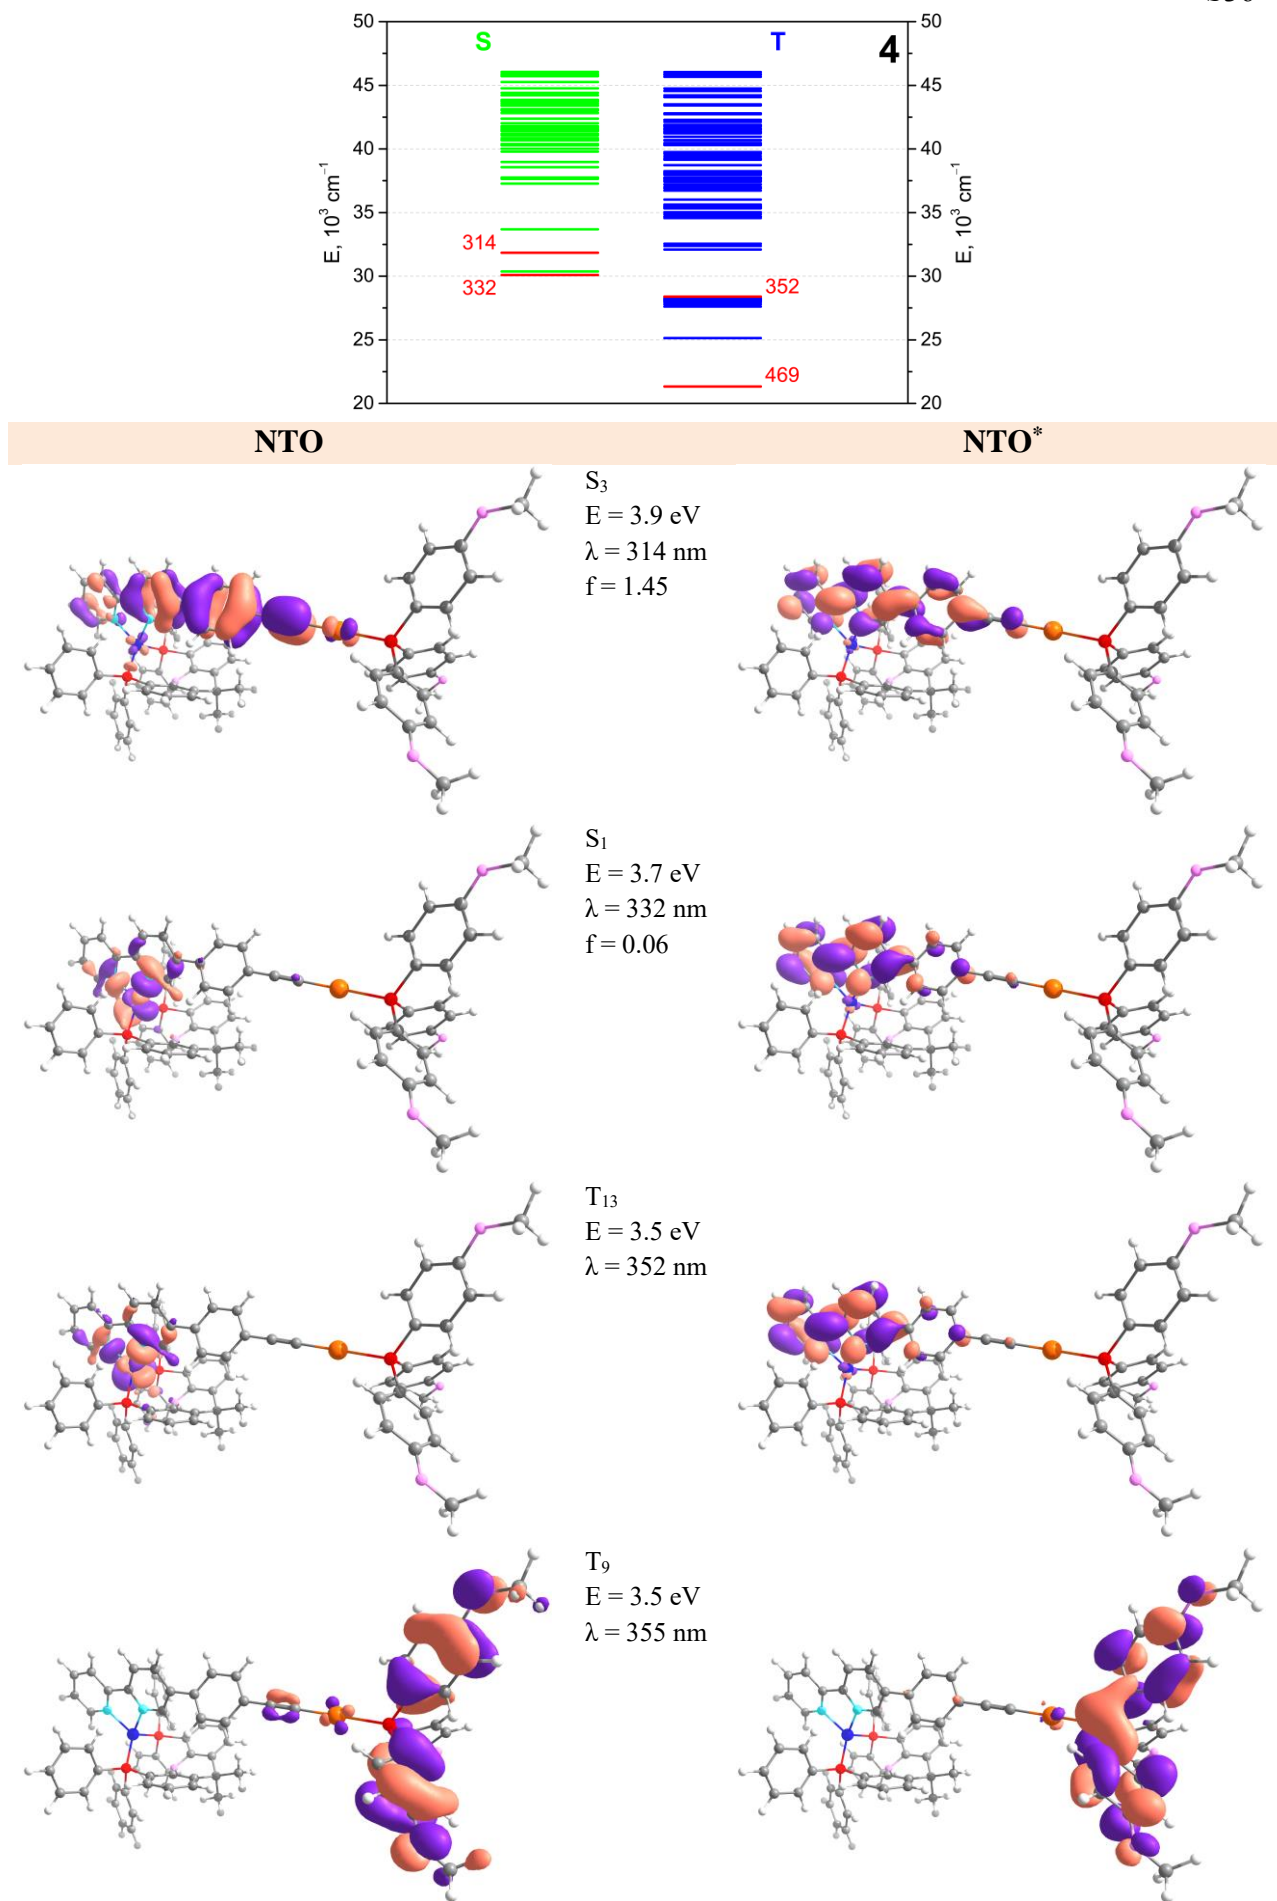 50
50
S
T
4
45
45
40
40
35
35
314
30
30
332
352
25
25
469
20
20
E, 10³ cm⁻¹
E, 10³ cm⁻¹
NTO
NTO*
S₃
E = 3.9 eV
λ = 314 nm
f = 1.45
S₁
E = 3.7 eV
λ = 332 nm
f = 0.06
T₁₃
E = 3.5 eV
λ = 352 nm
T₉
E = 3.5 eV
λ = 355 nm